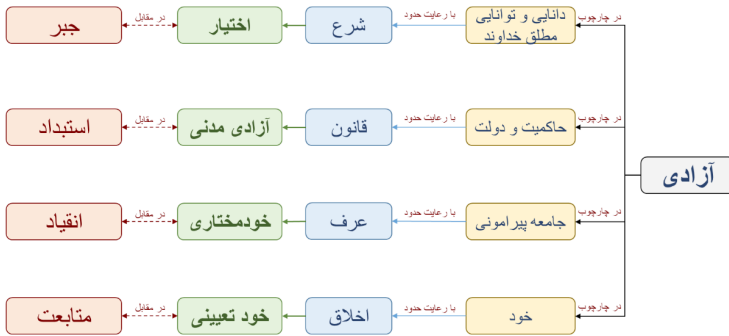 آزادی
در چارچوب
دانایی و توانایی
مطلق خداوند
با رعایت حدود
شرع
اختیار
در مقابل
جبر
در چارچوب
حاکمیت و دولت
با رعایت حدود
قانون
آزادی مدنی
در مقابل
استبداد
در چارچوب
جامعه پیرامونی
با رعایت حدود
عرف
خودمختاری
در مقابل
انقیاد
در چارچوب
خود
با رعایت حدود
اخلاق
خود تعیینی
در مقابل
متابعت